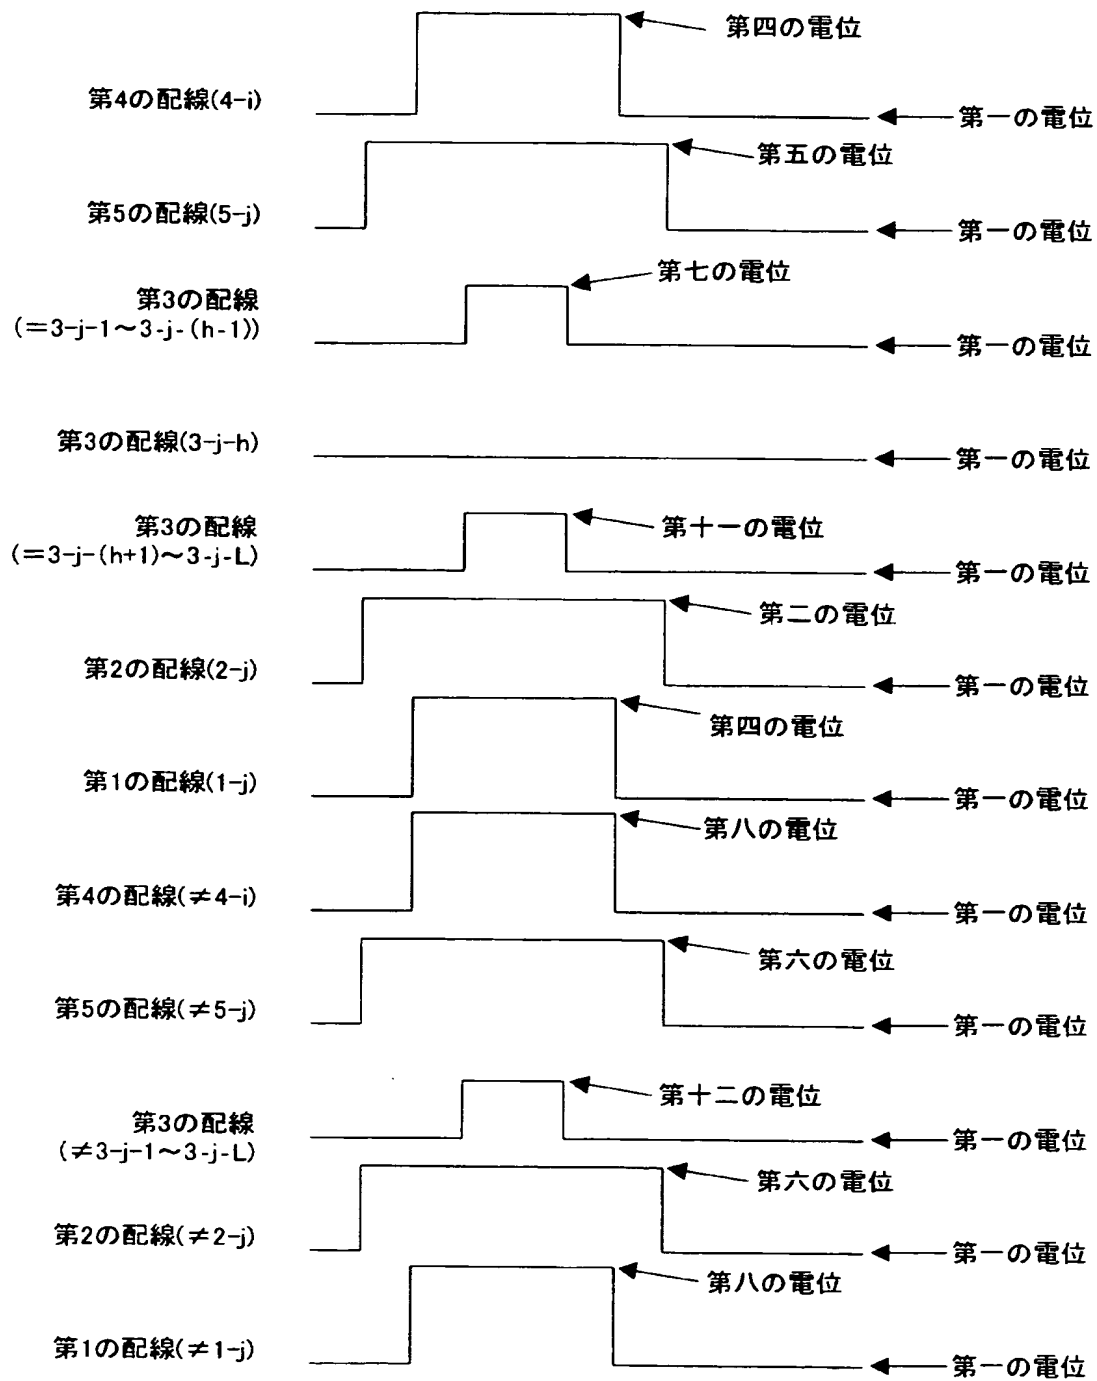 第四の電位
第4の配線(4-i)
第一の電位
第五の電位
第5の配線(5-j)
第一の電位
第七の電位
第3の配線
(=3-j-1～3-j-(h-1))
第一の電位
第3の配線(3-j-h)
第一の電位
第十一の電位
第3の配線
(=3-j-(h+1)～3-j-L)
第一の電位
第二の電位
第2の配線(2-j)
第一の電位
第四の電位
第1の配線(1-j)
第一の電位
第八の電位
第4の配線(≠4-i)
第一の電位
第六の電位
第5の配線(≠5-j)
第一の電位
第十二の電位
第3の配線
(≠3-j-1～3-j-L)
第一の電位
第六の電位
第2の配線(≠2-j)
第一の電位
第八の電位
第1の配線(≠1-j)
第一の電位